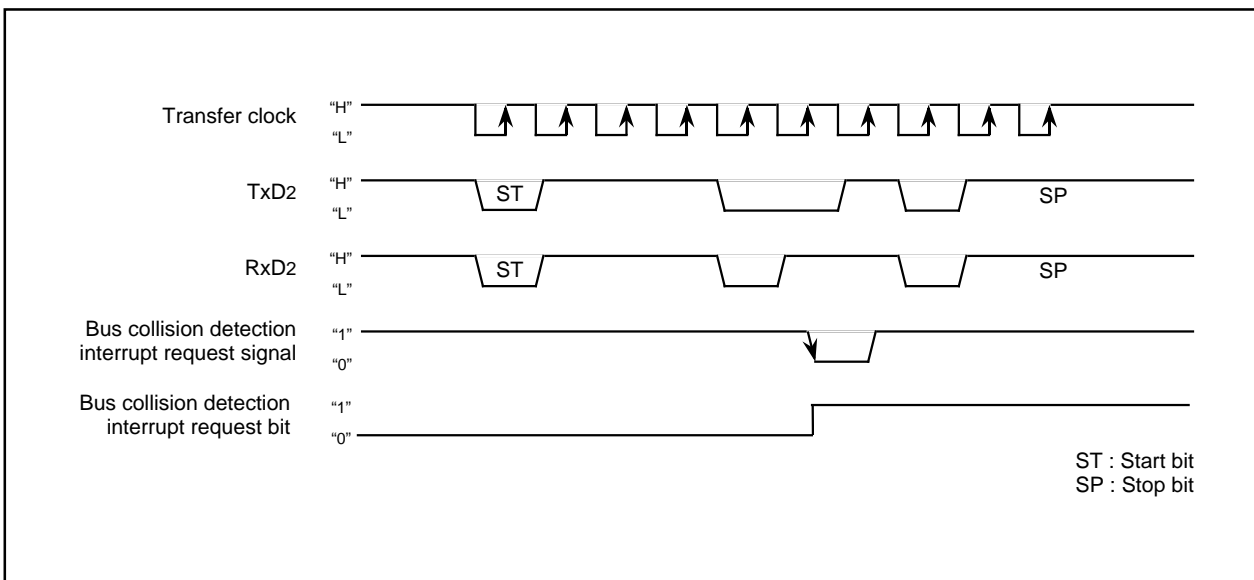 Transfer clock
“H”
“L”
TxD2
“H”
“L”
ST
SP
RxD2
“H”
“L”
ST
SP
Bus collision detection
interrupt request signal
“1”
“0”
Bus collision detection
interrupt request bit
“1”
“0”
ST : Start bit
SP : Stop bit